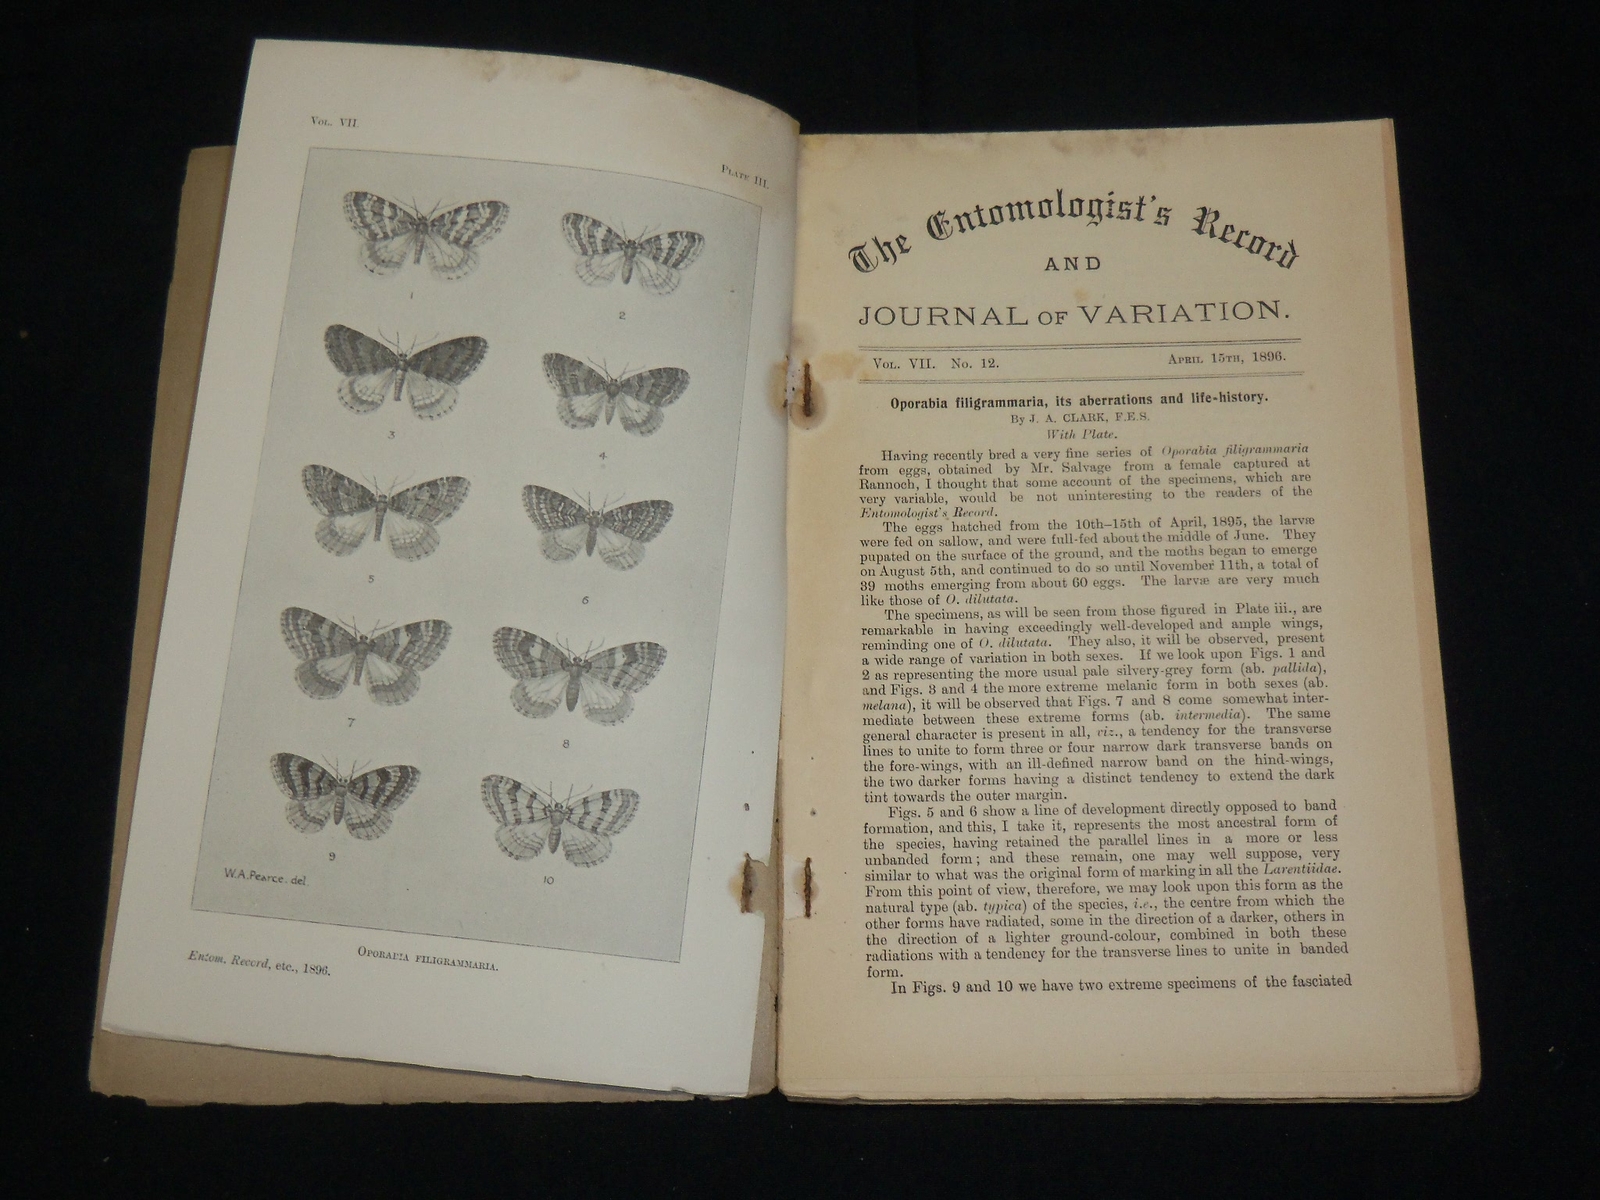 Vol. VII.
Plate III.
1
2
3
4
5
6
7
8
9
10
W.A.Pearce. del.
Oporabia filigrammaria.
Entom. Record, etc., 1896.
The Entomologist's Record
AND
JOURNAL OF VARIATION.
Vol. VII. No. 12. April 15th, 1896.
Oporabia filigrammaria, its aberrations and life-history.
By J. A. CLARK, F.E.S.
With Plate.
Having recently bred a very fine series of Oporabia filigrammaria
from eggs, obtained by Mr. Salvage from a female captured at
Rannoch, I thought that some account of the specimens, which are
very variable, would be not uninteresting to the readers of the
Entomologist's Record.
The eggs hatched from the 10th–15th of April, 1895, the larvæ
were fed on sallow, and were full-fed about the middle of June. They
pupated on the surface of the ground, and the moths began to emerge
on August 5th, and continued to do so until November 11th, a total of
39 moths emerging from about 60 eggs. The larvæ are very much
like those of O. dilutata.
The specimens, as will be seen from those figured in Plate iii., are
remarkable in having exceedingly well-developed and ample wings,
reminding one of O. dilutata. They also, it will be observed, present
a wide range of variation in both sexes. If we look upon Figs. 1 and
2 as representing the more usual pale silvery-grey form (ab. pallida),
and Figs. 3 and 4 the more extreme melanic form in both sexes (ab.
melana), it will be observed that Figs. 7 and 8 come somewhat inter-
mediate between these extreme forms (ab. intermedia). The same
general character is present in all, viz., a tendency for the transverse
lines to unite to form three or four narrow dark transverse bands on
the fore-wings, with an ill-defined narrow band on the hind-wings,
the two darker forms having a distinct tendency to extend the dark
tint towards the outer margin.
Figs. 5 and 6 show a line of development directly opposed to band
formation, and this, I take it, represents the most ancestral form of
the species, having retained the parallel lines in a more or less
unbanded form; and these remain, one may well suppose, very
similar to what was the original form of marking in all the Larentiidae.
From this point of view, therefore, we may look upon this form as the
natural type (ab. typica) of the species, i.e., the centre from which the
other forms have radiated, some in the direction of a darker, others in
the direction of a lighter ground-colour, combined in both these
radiations with a tendency for the transverse lines to unite in banded
form.
In Figs. 9 and 10 we have two extreme specimens of the fasciated